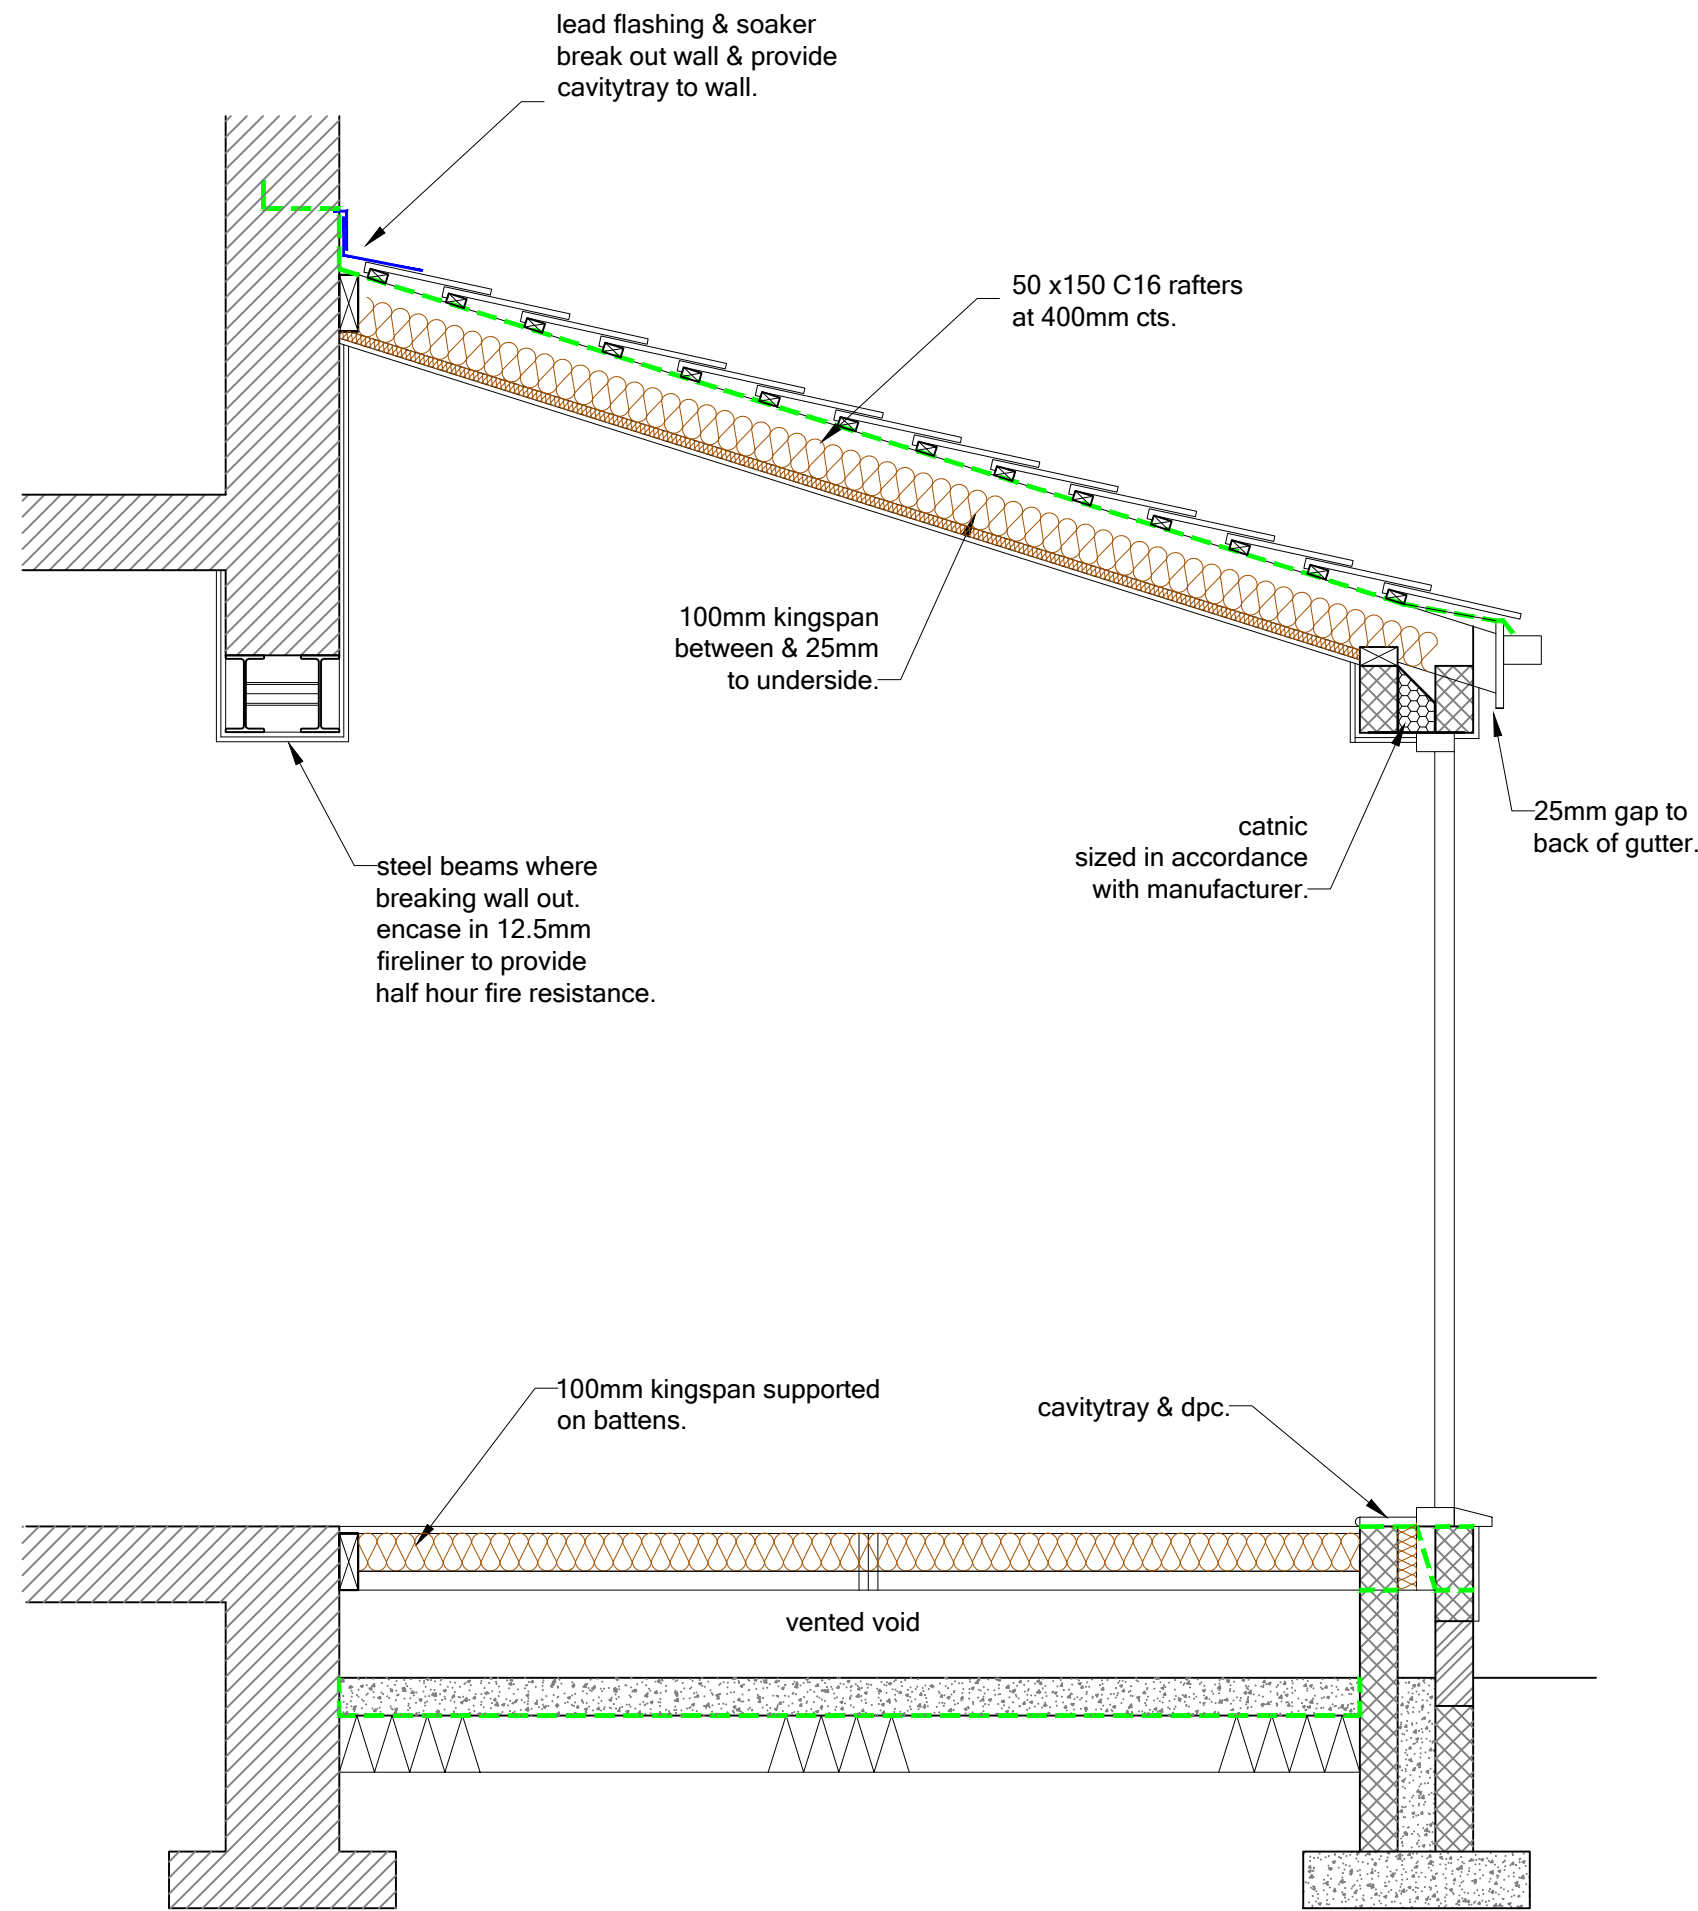 lead flashing & soaker
break out wall & provide
cavitytray to wall.
50 x150 C16 rafters
at 400mm cts.
100mm kingspan
between & 25mm
to underside.
25mm gap to
back of gutter.
catnic
sized in accordance
with manufacturer.
steel beams where
breaking wall out.
encase in 12.5mm
fireliner to provide
half hour fire resistance.
100mm kingspan supported
on battens.
cavitytray & dpc.
vented void